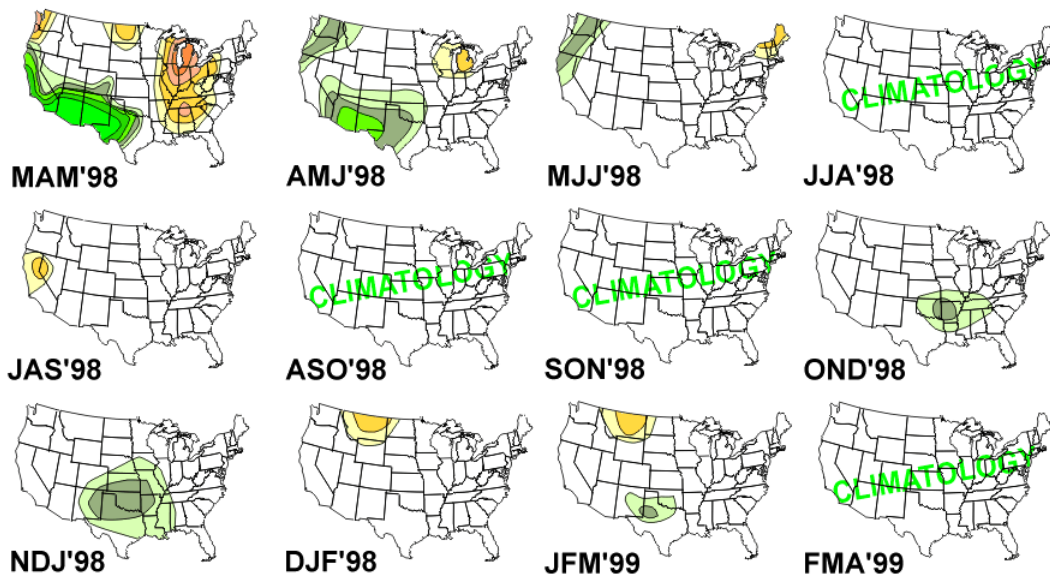 MAM'98
AMJ'98
MJJ'98
CLIMATOLOGY
JJA'98
JAS'98
CLIMATOLOGY
ASO'98
CLIMATOLOGY
SON'98
OND'98
NDJ'98
DJF'98
JFM'99
CLIMATOLOGY
FMA'99